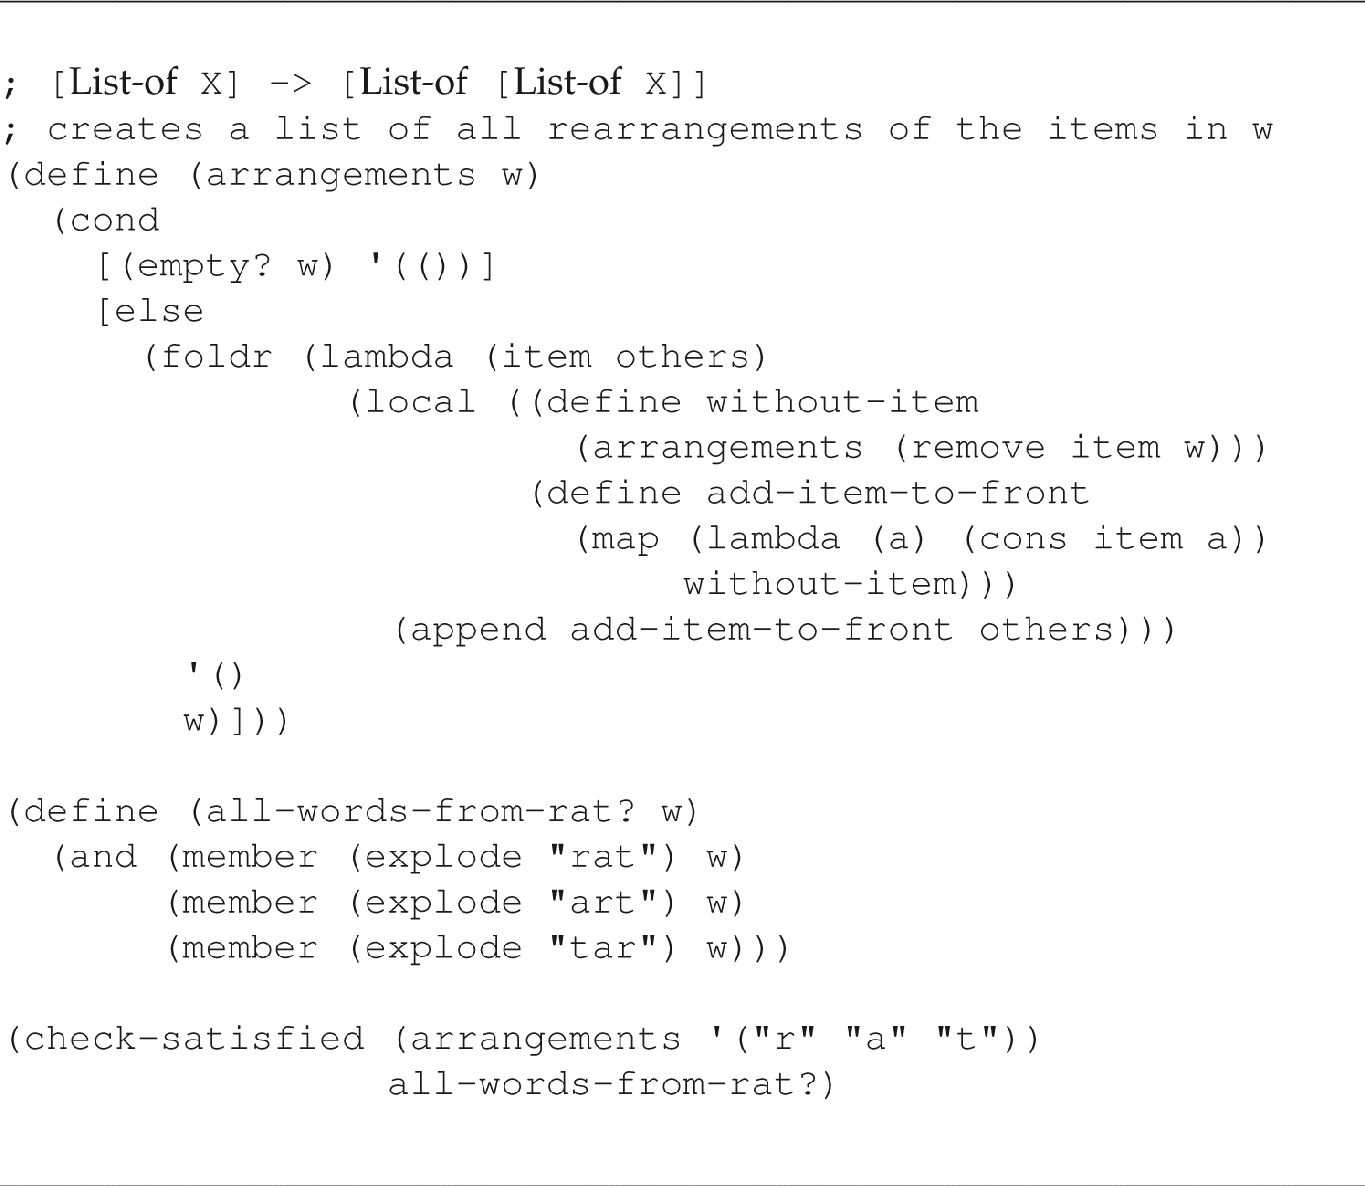 ; [List-of X] -> [List-of [List-of X]]
; creates a list of all rearrangements of the items in w
(define (arrangements w)
  (cond
    [(empty? w) '(())]
    [else
      (foldr (lambda (item others)
               (local ((define without-item
                         (arrangements (remove item w)))
                       (define add-item-to-front
                         (map (lambda (a) (cons item a))
                              without-item)))
                 (append add-item-to-front others)))
        '()
        w)]))

(define (all-words-from-rat? w)
  (and (member (explode "rat") w)
       (member (explode "art") w)
       (member (explode "tar") w)))

(check-satisfied (arrangements '("r" "a" "t"))
                 all-words-from-rat?)